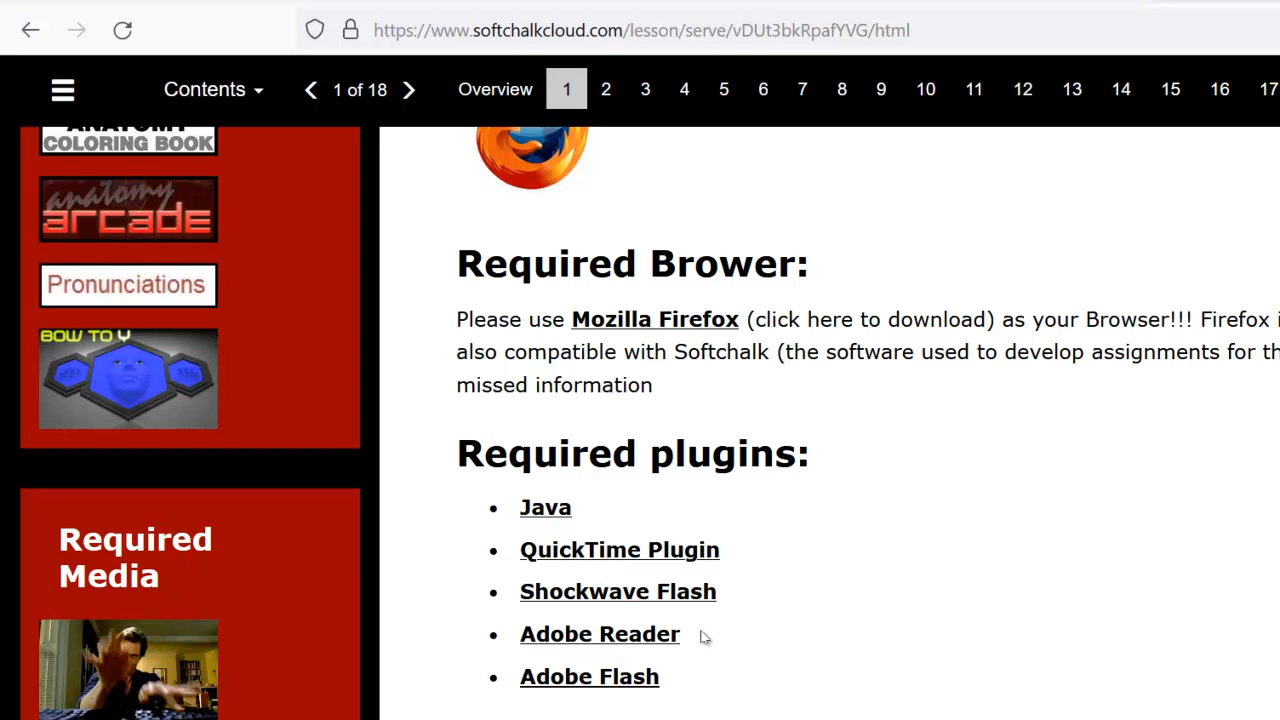 https://www.softchalkcloud.com/lesson/serve/vDUt3bkRpafYVG/html
Contents 1 of 18 Overview 1 2 3 4 5 6 7 8 9 10 11 12 13 14 15 16 17
ANATOMY
COLORING BOOK
anatomy
arcade
Pronunciations
BOW TO Y
Required
Media
Required Brower:
Please use Mozilla Firefox (click here to download) as your Browser!!! Firefox i
also compatible with Softchalk (the software used to develop assignments for th
missed information
Required plugins:
• Java
• QuickTime Plugin
• Shockwave Flash
• Adobe Reader
• Adobe Flash